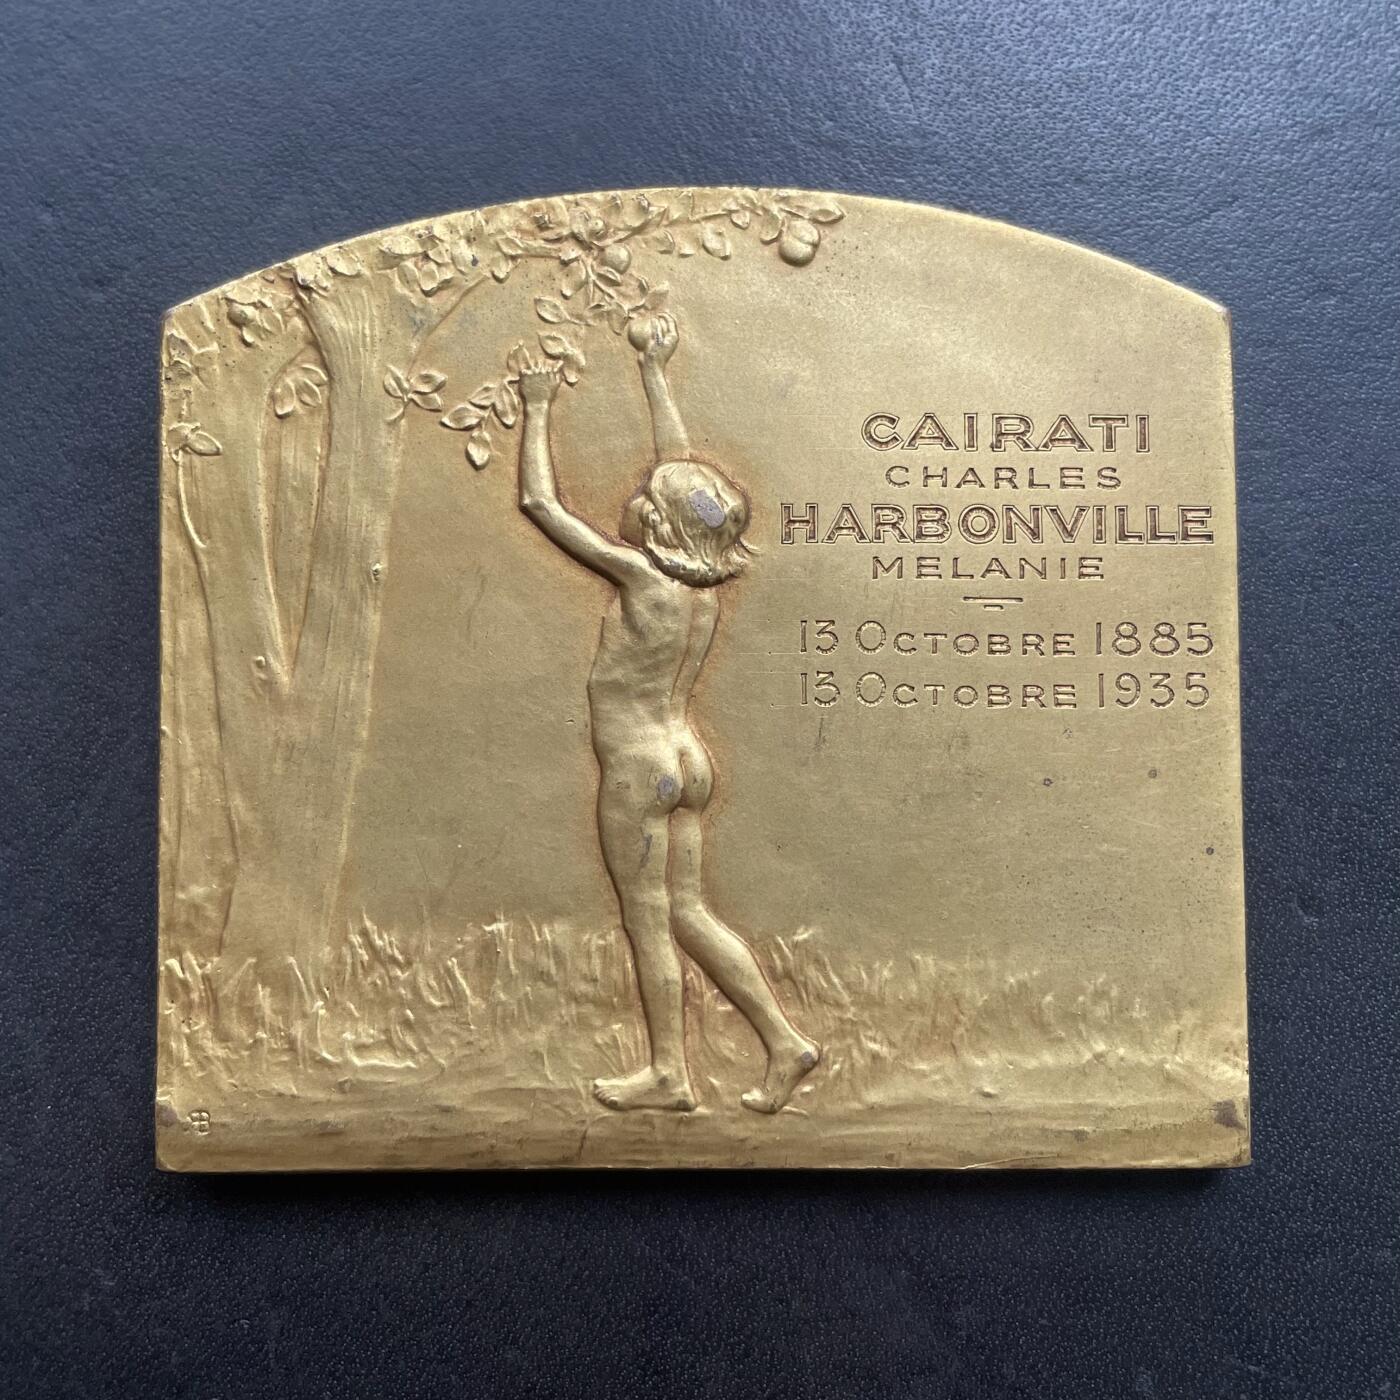 CAIRATI
CHARLES
HARBONVILLE
MELANIE
13 OCTOBRE 1885
13 OCTOBRE 1935